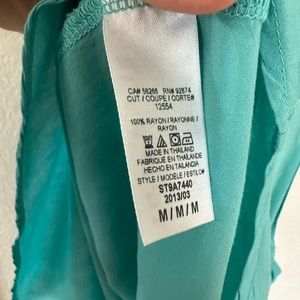 CA# 56266 RN# 92874
CUT / COUPE / CORTE#
12554
100% RAYON / RAYONNE /
RAYON
MADE IN THAILAND
FABRIQUÉ EN THAÏLANDE
HECHO EN TAILANDIA
STYLE / MODÈLE / ESTILO#
ST9A7440
2013/03
M / M / M